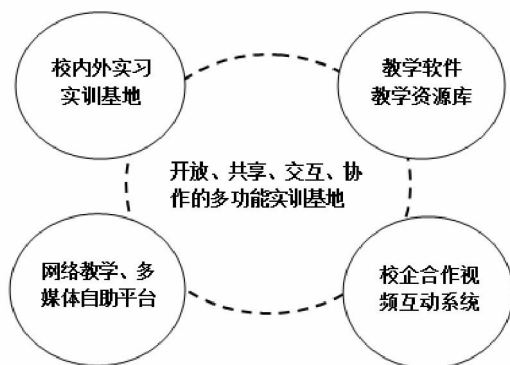 校内外实习
实训基地
教学软件
教学资源库
开放、共享、交互、协
作的多功能实训基地
网络教学、多
媒体自助平台
校企合作视
频互动系统